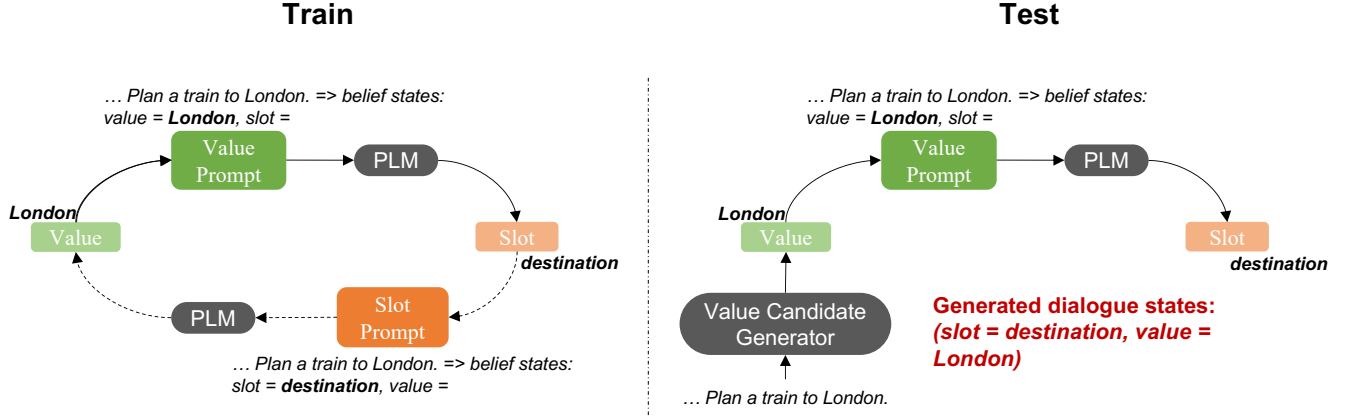 Train
… Plan a train to London. => belief states:
value = London, slot =
Value
Prompt
PLM
London
Value
Slot
destination
PLM
Slot
Prompt
… Plan a train to London. => belief states:
slot = destination, value =
Test
… Plan a train to London. => belief states:
value = London, slot =
Value
Prompt
PLM
London
Value
Slot
destination
Value Candidate
Generator
… Plan a train to London.
Generated dialogue states:
(slot = destination, value =
London)